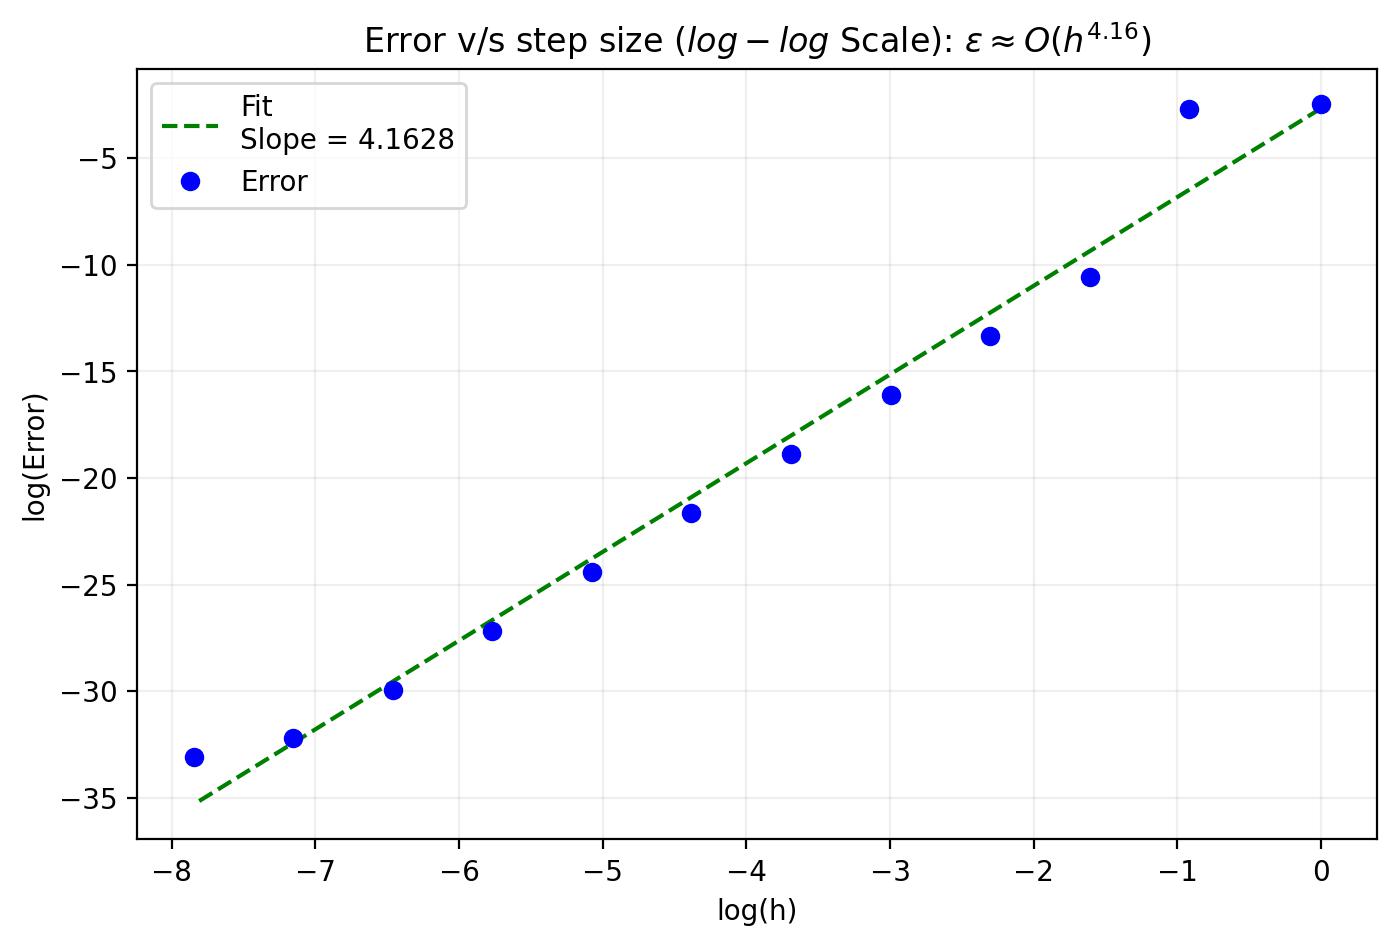 Error v/s step size (log − log Scale): ε ≈ O(h^4.16)
Fit
Slope = 4.1628
Error
log(Error)
−5
−10
−15
−20
−25
−30
−35
−8 −7 −6 −5 −4 −3 −2 −1 0
log(h)